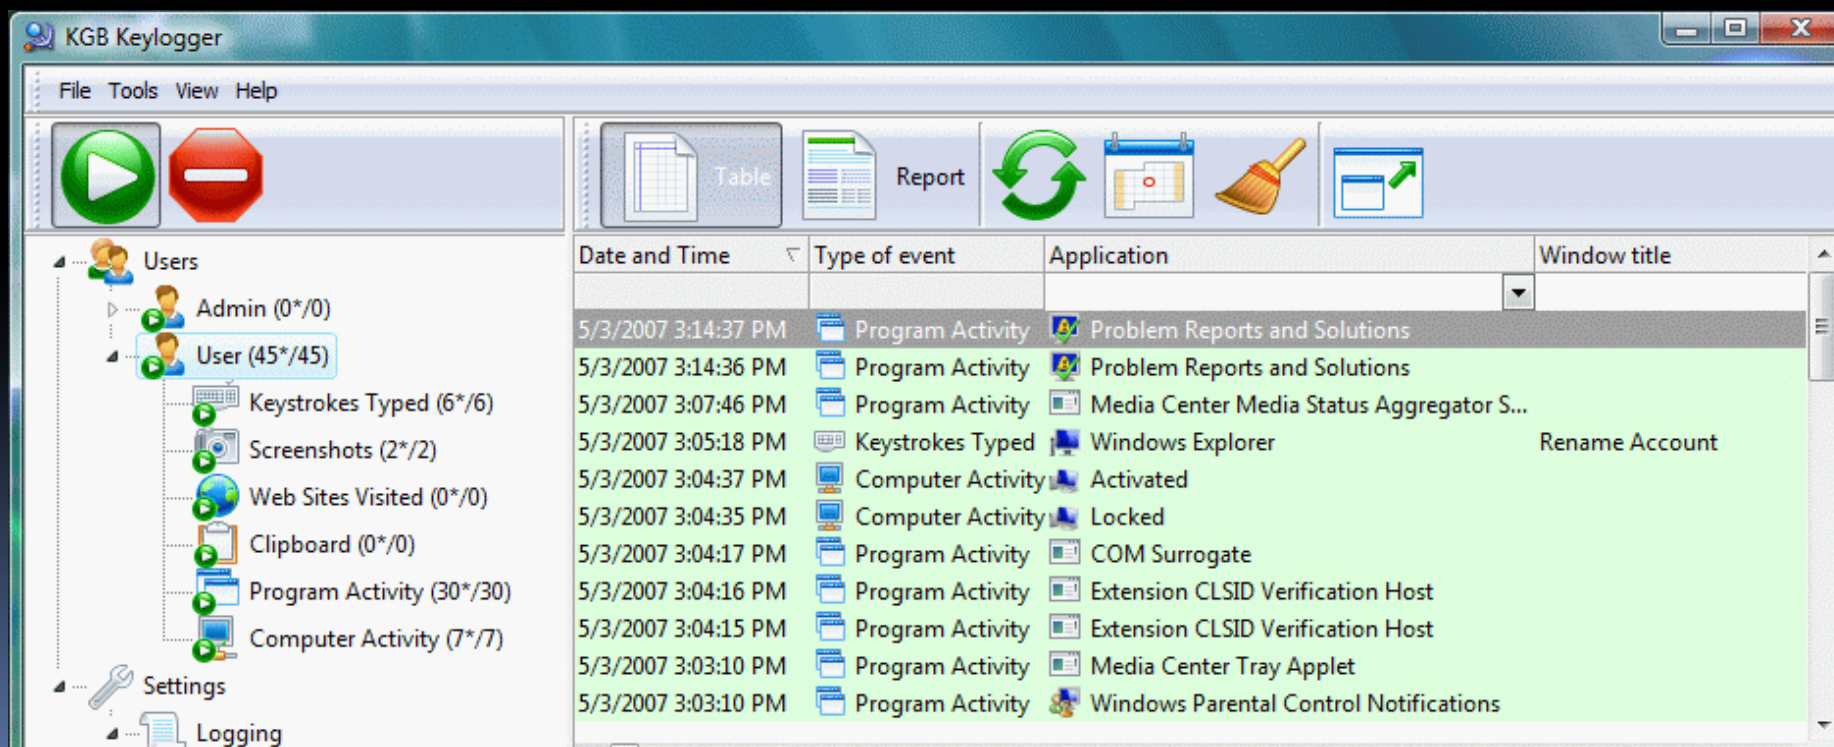 KGB Keylogger
File Tools View Help
Table Report
Users
Admin (0*/0)
User (45*/45)
Keystrokes Typed (6*/6)
Screenshots (2*/2)
Web Sites Visited (0*/0)
Clipboard (0*/0)
Program Activity (30*/30)
Computer Activity (7*/7)
Settings
Logging
Date and Time Type of event Application Window title
5/3/2007 3:14:37 PM Program Activity Problem Reports and Solutions
5/3/2007 3:14:36 PM Program Activity Problem Reports and Solutions
5/3/2007 3:07:46 PM Program Activity Media Center Media Status Aggregator S...
5/3/2007 3:05:18 PM Keystrokes Typed Windows Explorer Rename Account
5/3/2007 3:04:37 PM Computer Activity Activated
5/3/2007 3:04:35 PM Computer Activity Locked
5/3/2007 3:04:17 PM Program Activity COM Surrogate
5/3/2007 3:04:16 PM Program Activity Extension CLSID Verification Host
5/3/2007 3:04:15 PM Program Activity Extension CLSID Verification Host
5/3/2007 3:03:10 PM Program Activity Media Center Tray Applet
5/3/2007 3:03:10 PM Program Activity Windows Parental Control Notifications